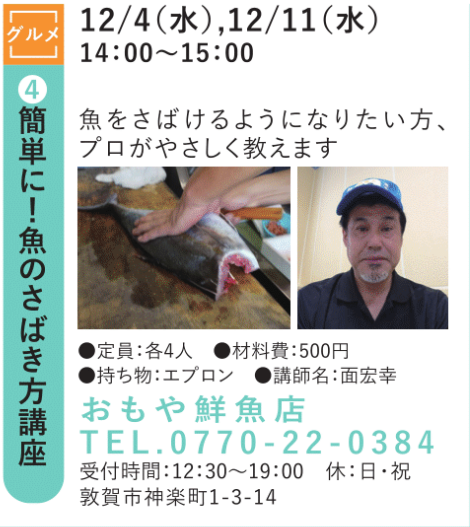 グルメ
❹簡単に！魚のさばき方講座
12/4(水),12/11(水)
14:00～15:00
魚をさばけるようになりたい方、
プロがやさしく教えます
●定員：各4人　●材料費：500円
●持ち物：エプロン　●講師名：面宏幸
おもや鮮魚店
TEL.0770-22-0384
受付時間：12:30～19:00　休：日・祝
敦賀市神楽町1-3-14